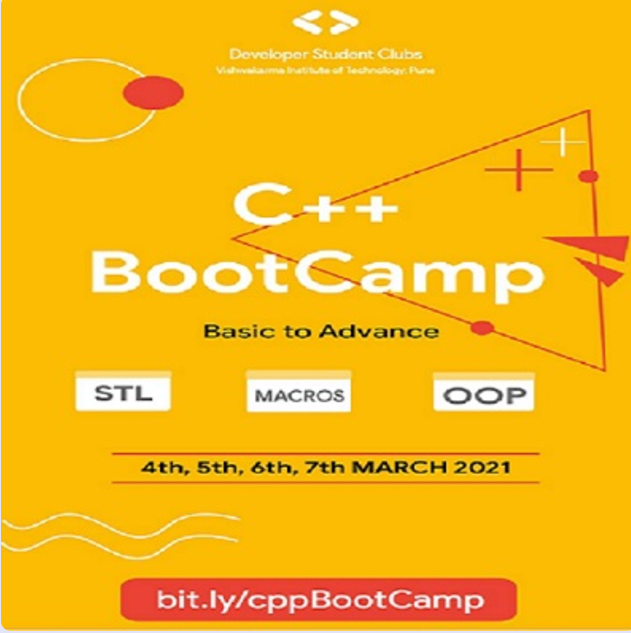 Developer Student Clubs
Vishwakarma Institute of Technology, Pune
C++
BootCamp
Basic to Advance
STL
MACROS
OOP
4th, 5th, 6th, 7th MARCH 2021
bit.ly/cppBootCamp